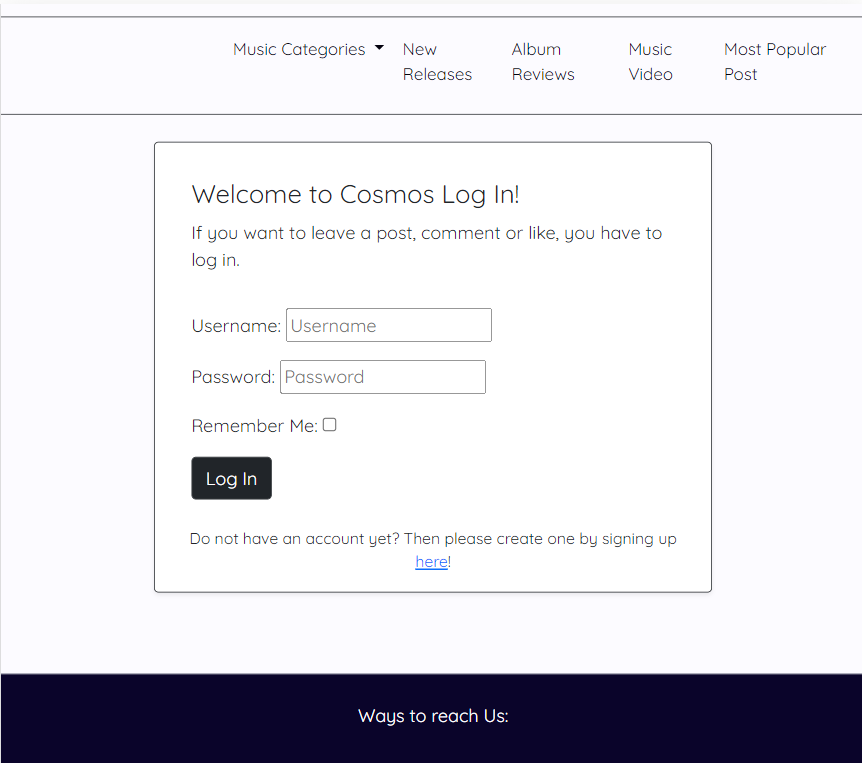 Music Categories
New
Releases
Album
Reviews
Music
Video
Most Popular
Post
Welcome to Cosmos Log In!
If you want to leave a post, comment or like, you have to
log in.
Username: Username
Password: Password
Remember Me:
Log In
Do not have an account yet? Then please create one by signing up
here!
Ways to reach Us: